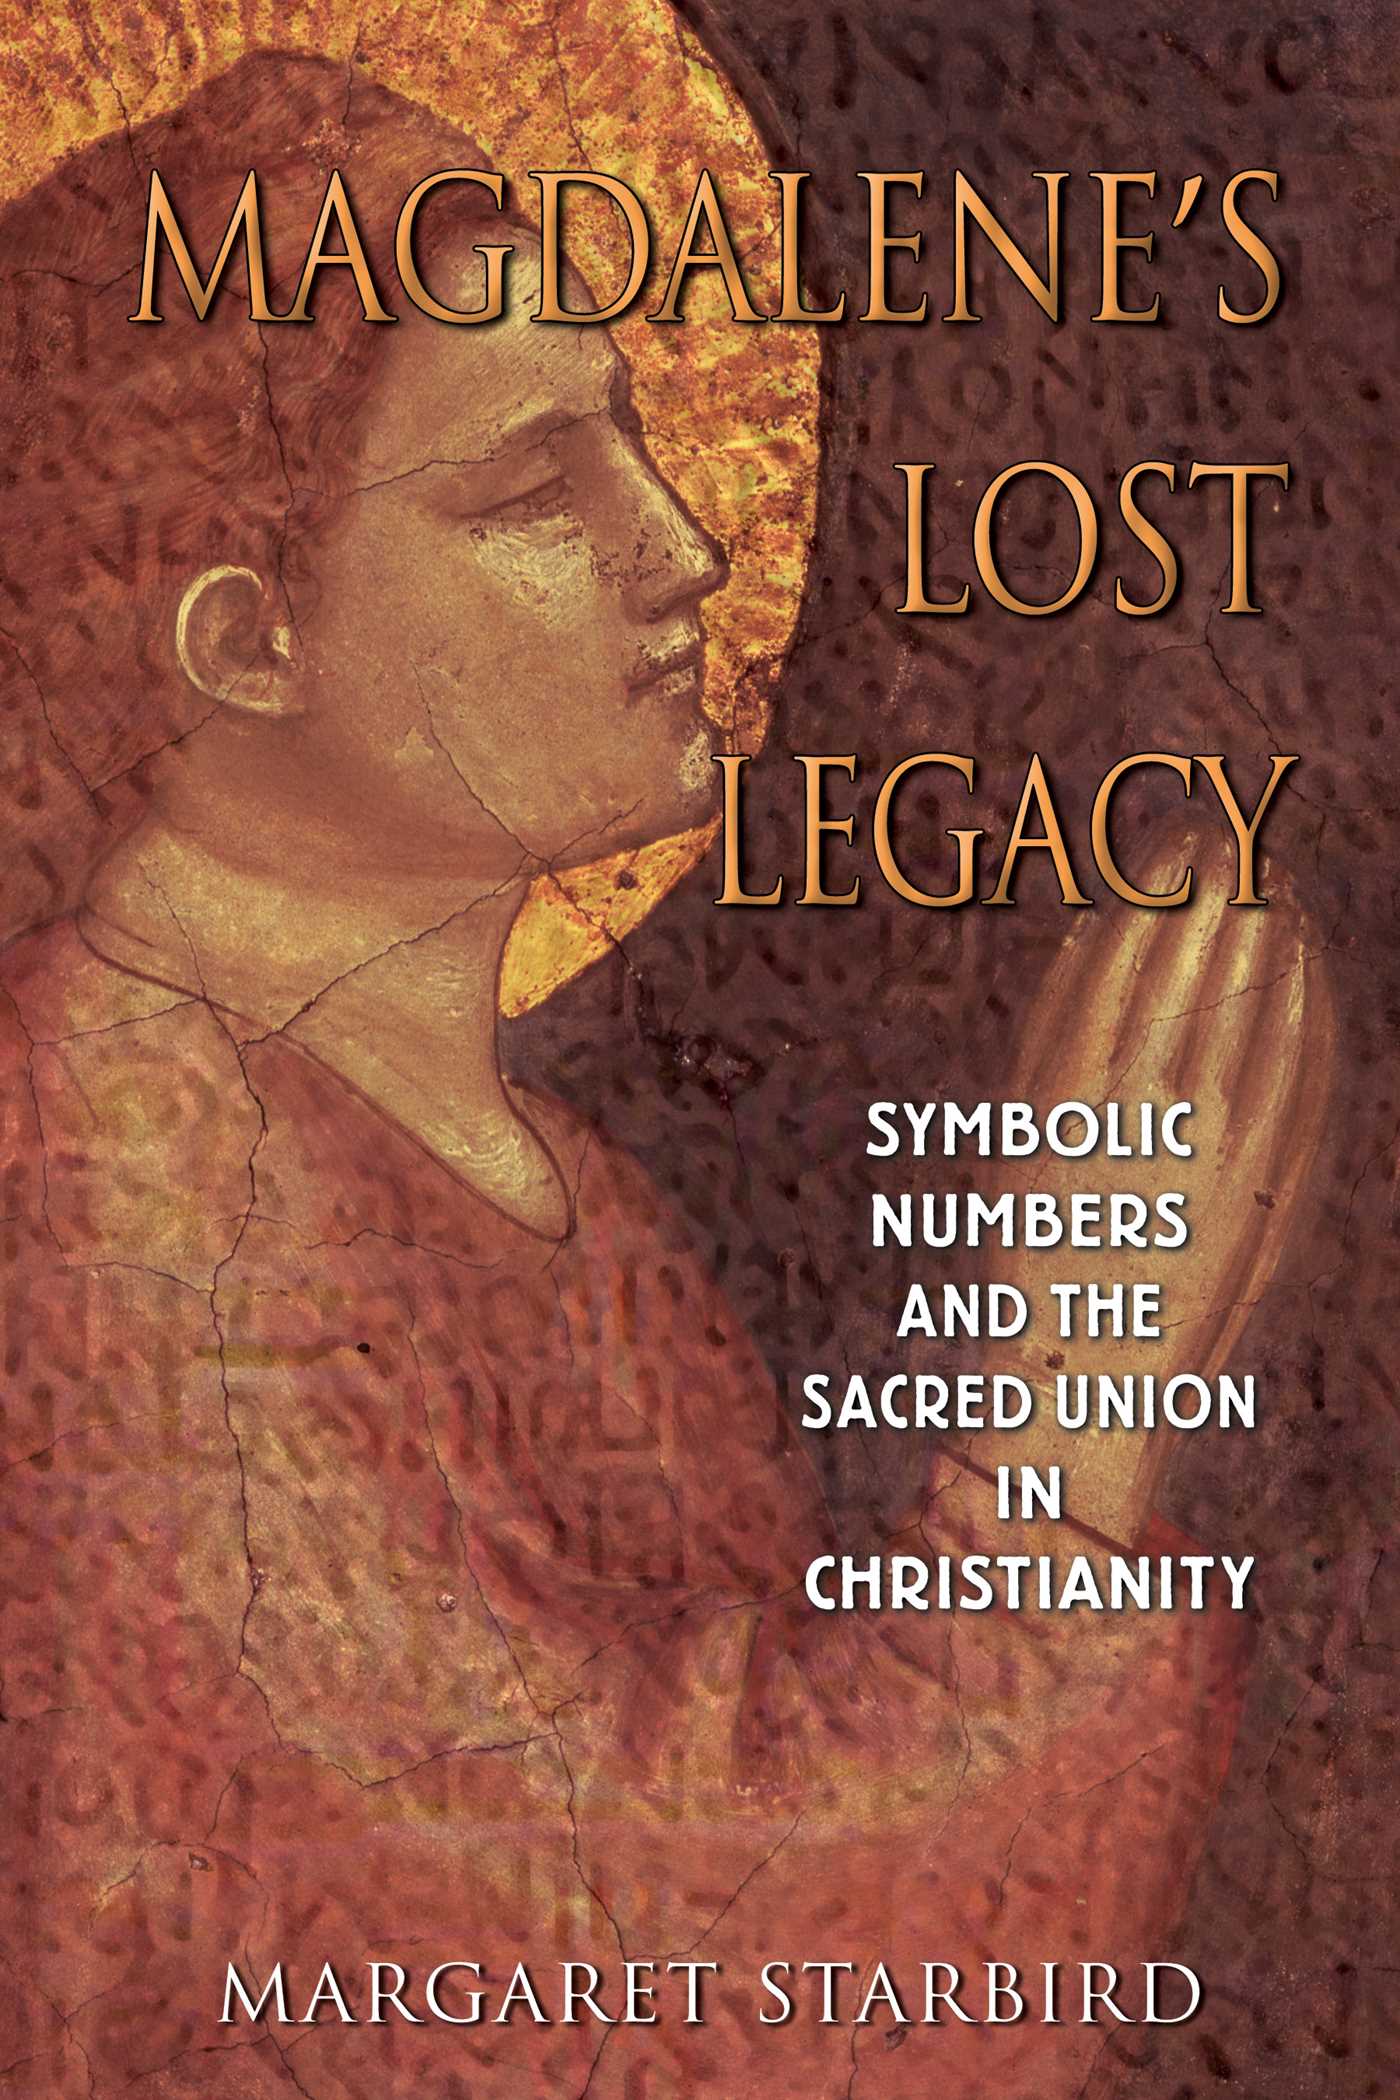 MAGDALENE'S
LOST
LEGACY
SYMBOLIC
NUMBERS
AND THE
SACRED UNION
IN
CHRISTIANITY
MARGARET STARBIRD